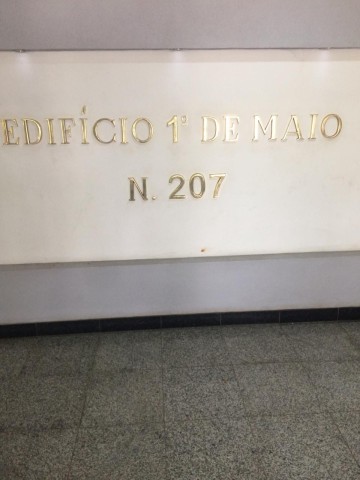 EDIFÍCIO 1º DE MAIO
N. 207